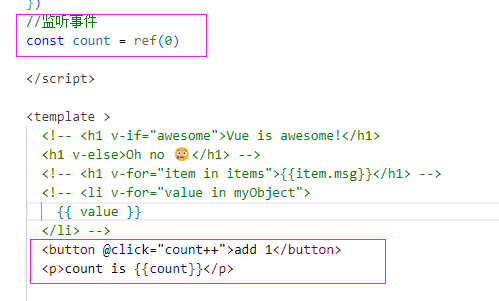 })
//监听事件
const count = ref(0)
</script>
<template >
<!-- <h1 v-if="awesome">Vue is awesome!</h1>
<h1 v-else>Oh no 😢</h1> -->
<!-- <h1 v-for="item in items">{{item.msg}}</h1> -->
<!-- <li v-for="value in myObject">
{{ value }}
</li> -->
<button @click="count++">add 1</button>
<p>count is {{count}}</p>